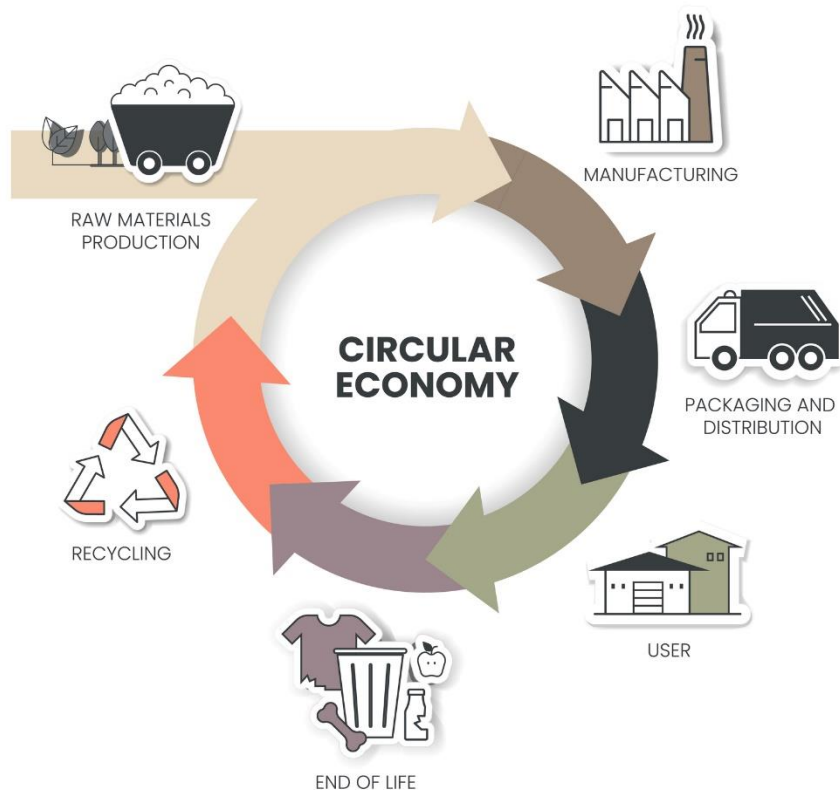 RAW MATERIALS
PRODUCTION
MANUFACTURING
CIRCULAR
ECONOMY
PACKAGING AND
DISTRIBUTION
RECYCLING
USER
END OF LIFE